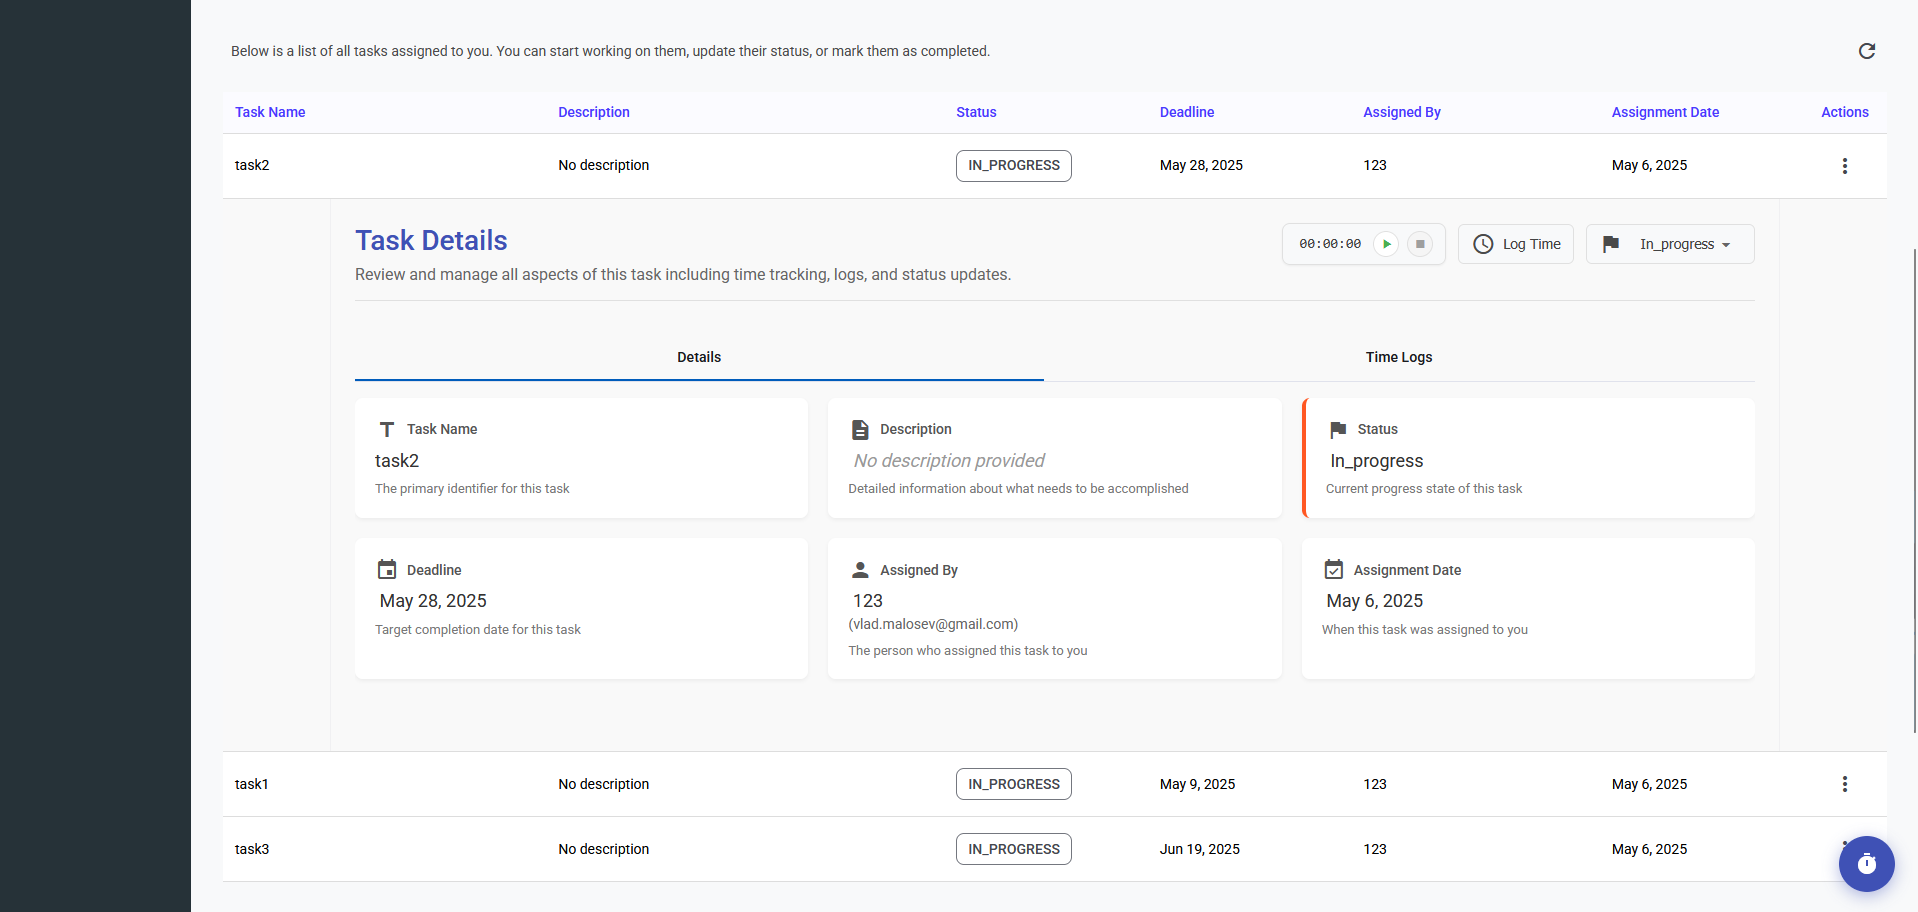 Below is a list of all tasks assigned to you. You can start working on them, update their status, or mark them as completed.
Task Name Description Status Deadline Assigned By Assignment Date Actions
task2 No description IN_PROGRESS May 28, 2025 123 May 6, 2025
Task Details 00:00:00 Log Time In_progress
Review and manage all aspects of this task including time tracking, logs, and status updates.
Details Time Logs
Task Name Description Status
task2 No description provided In_progress
The primary identifier for this task Detailed information about what needs to be accomplished Current progress state of this task
Deadline Assigned By Assignment Date
May 28, 2025 123 May 6, 2025
(vlad.malosev@gmail.com)
Target completion date for this task The person who assigned this task to you When this task was assigned to you
task1 No description IN_PROGRESS May 9, 2025 123 May 6, 2025
task3 No description IN_PROGRESS Jun 19, 2025 123 May 6, 2025